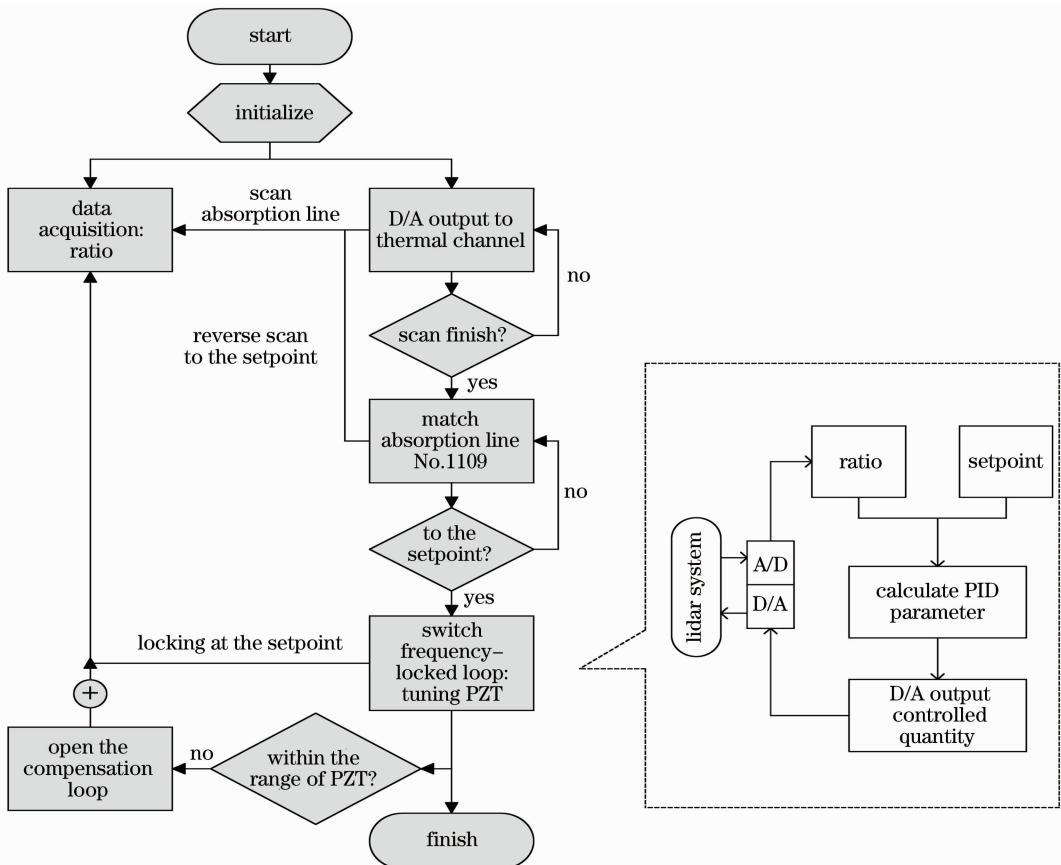 start
initialize
data
acquisition:
ratio
scan
absorption line
D/A output to
thermal channel
no
scan finish?
reverse scan
to the setpoint
yes
match
absorption line
No.1109
no
to the
setpoint?
yes
locking at the setpoint
switch
frequency–
locked loop:
tuning PZT
+
open the
compensation
loop
no
within the
range of PZT?
finish
ratio
setpoint
lidar system
A/D
D/A
calculate PID
parameter
D/A output
controlled
quantity